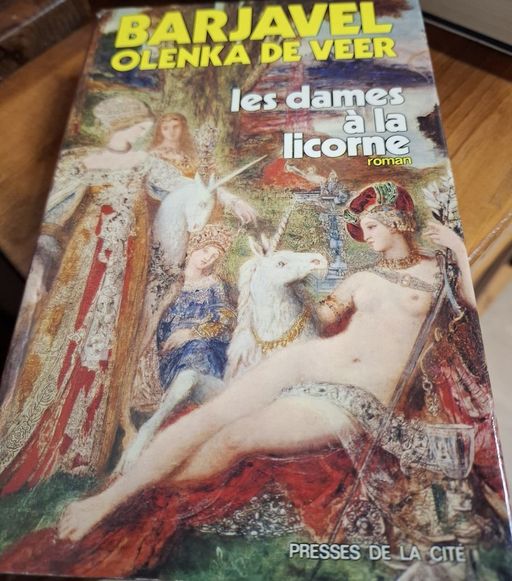 BARJAVEL
OLENKA DE VEER
les dames
à la
licorne
roman
PRESSES DE LA CITÉ